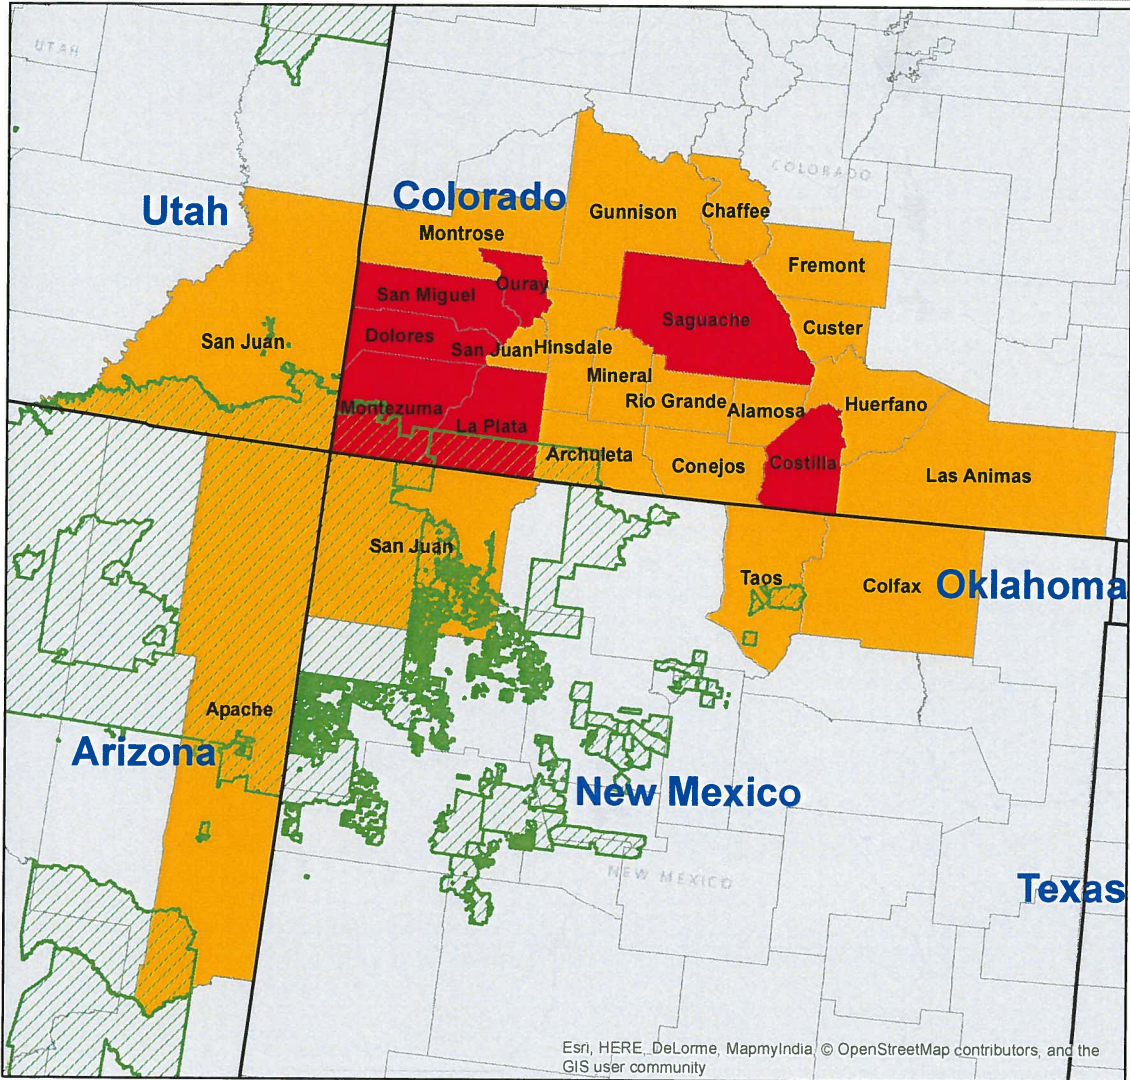 UTAH
COLORADO
Utah
Colorado
Gunnison
Chaffee
Montrose
Fremont
Ouray
San Miguel
Saguache
Custer
Dolores
San Juan
San Juan
Hinsdale
Mineral
Rio Grande
Alamosa
Huerfano
Montezuma
La Plata
Archuleta
Conejos
Costilla
Las Animas
San Juan
Taos
Colfax
Oklahoma
Apache
Arizona
New Mexico
NEW MEXICO
Texas
Esri, HERE, DeLorme, MapmyIndia, © OpenStreetMap contributors, and the
GIS user community